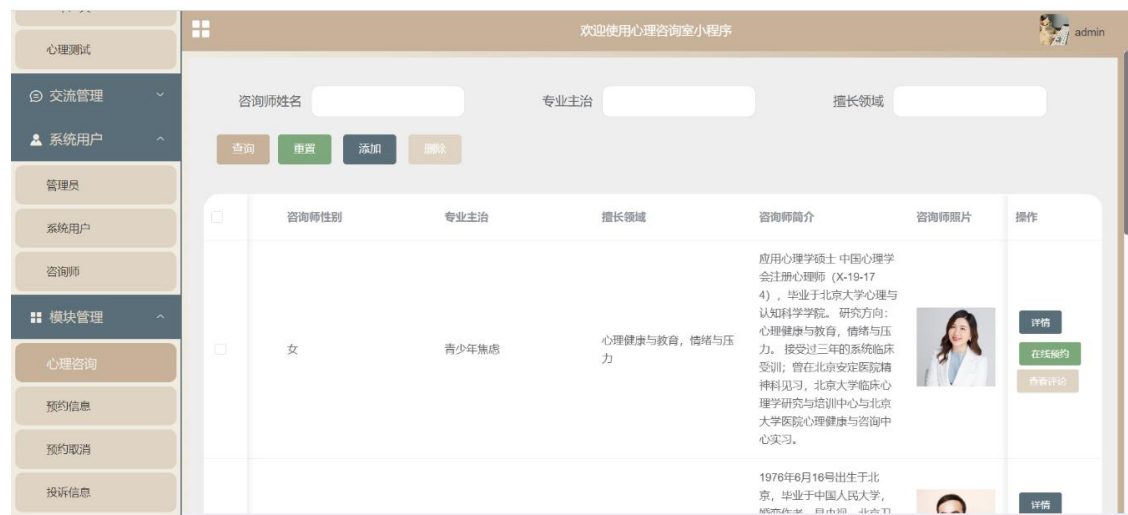 欢迎使用心理咨询室小程序
admin
心理测试
交流管理
系统用户
管理员
系统用户
咨询师
模块管理
心理咨询
预约信息
预约取消
投诉信息
咨询师姓名
专业主治
擅长领域
查询
重置
添加
删除
咨询师性别
专业主治
擅长领域
咨询师简介
咨询师照片
操作
女
青少年焦虑
心理健康与教育，情绪与压
力
应用心理学硕士 中国心理学
会注册心理师（X-19-17
4），毕业于北京大学心理与
认知科学学院。 研究方向：
心理健康与教育，情绪与压
力。 接受过三年的系统临床
受训；曾在北京安定医院精
神科见习，北京大学临床心
理学研究与培训中心与北京
大学医院心理健康与咨询中
心实习。
详情
在线预约
查看评论
1976年6月16号出生于北
京，毕业于中国人民大学，
详情